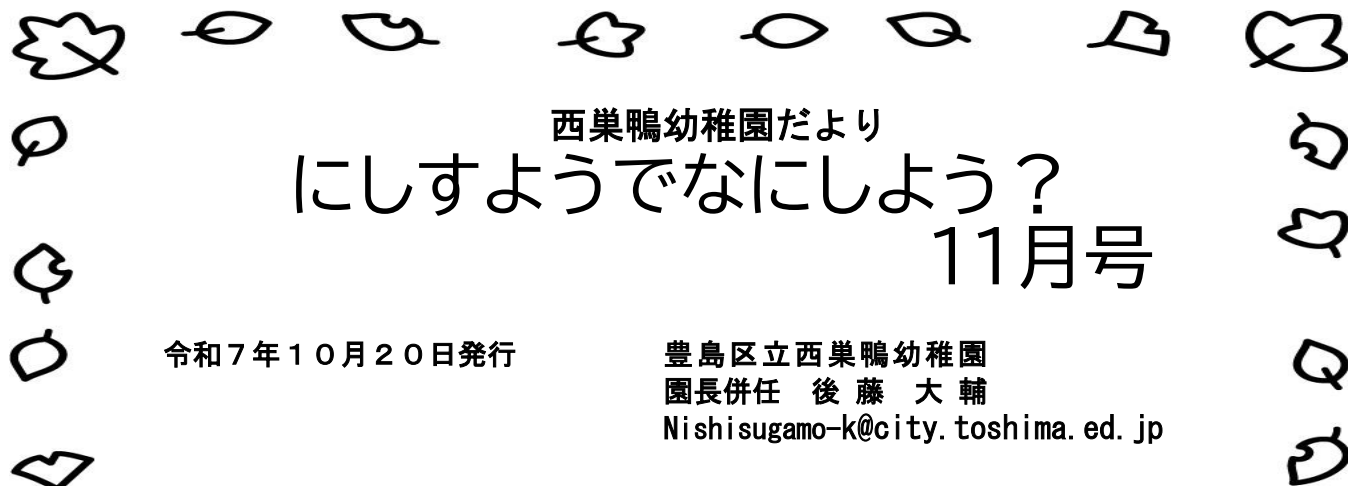 西巣鴨幼稚園だより
にしすようでなにしよう？
11月号
令和７年１０月２０日発行
豊島区立西巣鴨幼稚園
園長併任　後 藤　大 輔
Nishisugamo-k@city.toshima.ed.jp